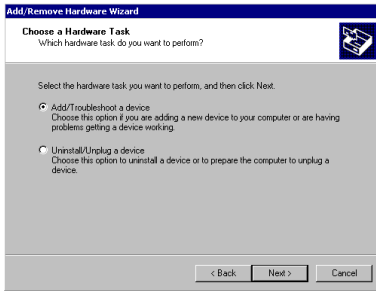 Add/Remove Hardware Wizard
Choose a Hardware Task
Which hardware task do you want to perform?
Select the hardware task you want to perform, and then click Next.
Add/Troubleshoot a device
Choose this option if you are adding a new device to your computer or are having
problems getting a device working.
Uninstall/Unplug a device
Choose this option to uninstall a device or to prepare the computer to unplug a
device.
< Back
Next >
Cancel